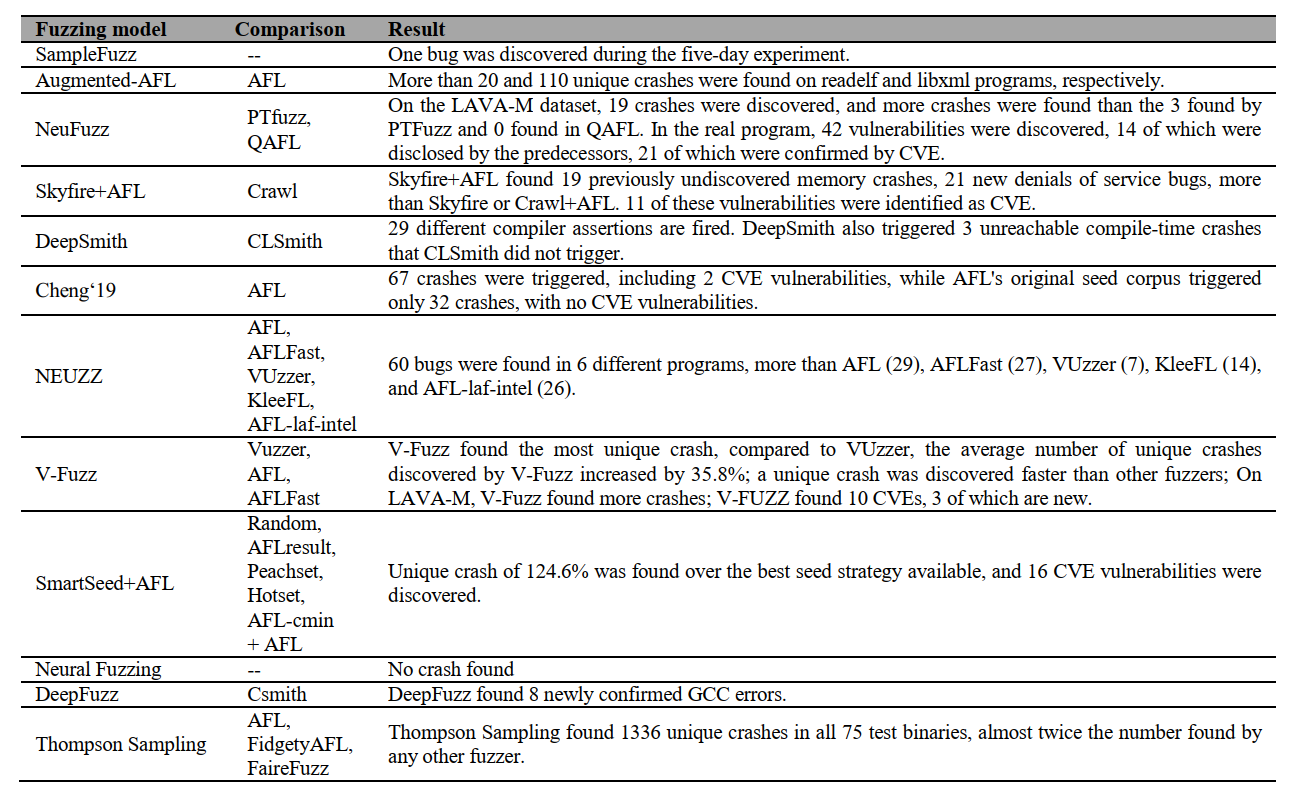 Fuzzing model Comparison Result
SampleFuzz -- One bug was discovered during the five-day experiment.
Augmented-AFL AFL More than 20 and 110 unique crashes were found on readelf and libxml programs, respectively.
NeuFuzz
PTfuzz,
QAFL
On the LAVA-M dataset, 19 crashes were discovered, and more crashes were found than the 3 found by
PTFuzz and 0 found in QAFL. In the real program, 42 vulnerabilities were discovered, 14 of which were
disclosed by the predecessors, 21 of which were confirmed by CVE.
Skyfire+AFL
Crawl
Skyfire+AFL found 19 previously undiscovered memory crashes, 21 new denials of service bugs, more
than Skyfire or Crawl+AFL. 11 of these vulnerabilities were identified as CVE.
DeepSmith
CLSmith
29 different compiler assertions are fired. DeepSmith also triggered 3 unreachable compile-time crashes
that CLSmith did not trigger.
Cheng‘19
AFL
67 crashes were triggered, including 2 CVE vulnerabilities, while AFL's original seed corpus triggered
only 32 crashes, with no CVE vulnerabilities.
NEUZZ
AFL,
AFLFast,
VUzzer,
KleeFL,
AFL-laf-intel
60 bugs were found in 6 different programs, more than AFL (29), AFLFast (27), VUzzer (7), KleeFL (14),
and AFL-laf-intel (26).
V-Fuzz
Vuzzer,
AFL,
AFLFast
V-Fuzz found the most unique crash, compared to VUzzer, the average number of unique crashes
discovered by V-Fuzz increased by 35.8%; a unique crash was discovered faster than other fuzzers; On
LAVA-M, V-Fuzz found more crashes; V-FUZZ found 10 CVEs, 3 of which are new.
SmartSeed+AFL
Random,
AFLresult,
Peachset,
Hotset,
AFL-cmin
+ AFL
Unique crash of 124.6% was found over the best seed strategy available, and 16 CVE vulnerabilities were
discovered.
Neural Fuzzing -- No crash found
DeepFuzz Csmith DeepFuzz found 8 newly confirmed GCC errors.
Thompson Sampling
AFL,
FidgetyAFL,
FaireFuzz
Thompson Sampling found 1336 unique crashes in all 75 test binaries, almost twice the number found by
any other fuzzer.